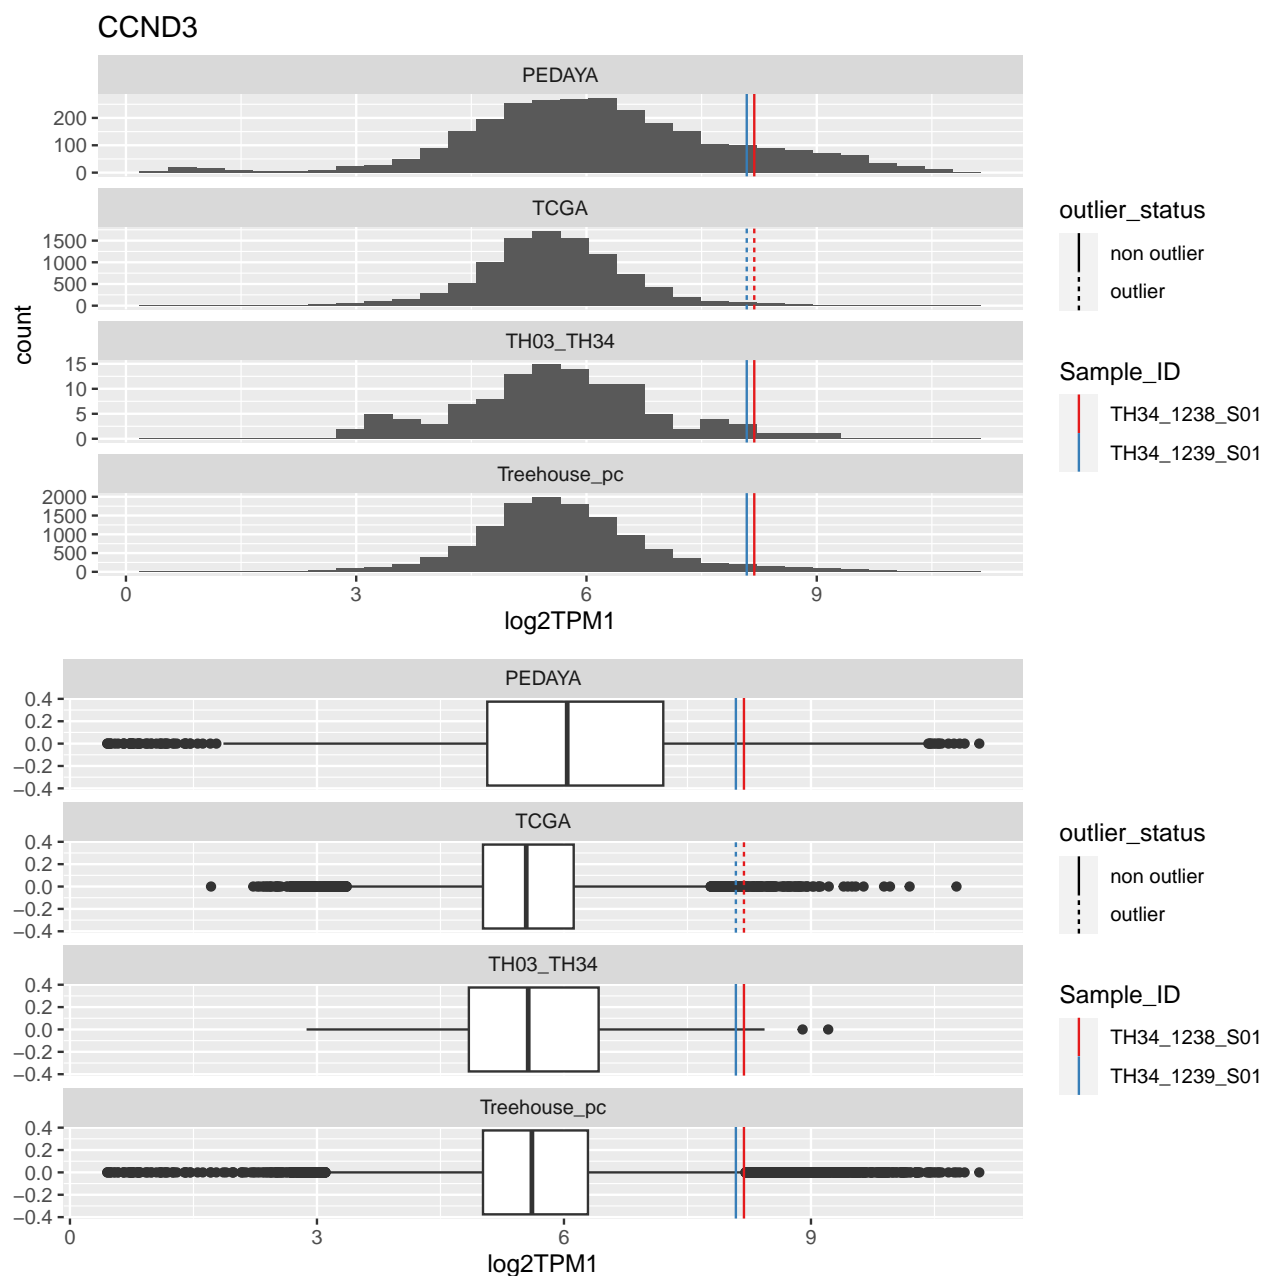 CCND3
PEDAYA
200
100
0
TCGA
1500
1000
500
0
TH03_TH34
15
10
5
0
Treehouse_pc
2000
1500
1000
500
0
0 3 6 9
log2TPM1
count
outlier_status
non outlier
outlier
Sample_ID
TH34_1238_S01
TH34_1239_S01
PEDAYA
0.4
0.2
0.0
−0.2
−0.4
TCGA
0.4
0.2
0.0
−0.2
−0.4
TH03_TH34
0.4
0.2
0.0
−0.2
−0.4
Treehouse_pc
0.4
0.2
0.0
−0.2
−0.4
0 3 6 9
log2TPM1
outlier_status
non outlier
outlier
Sample_ID
TH34_1238_S01
TH34_1239_S01